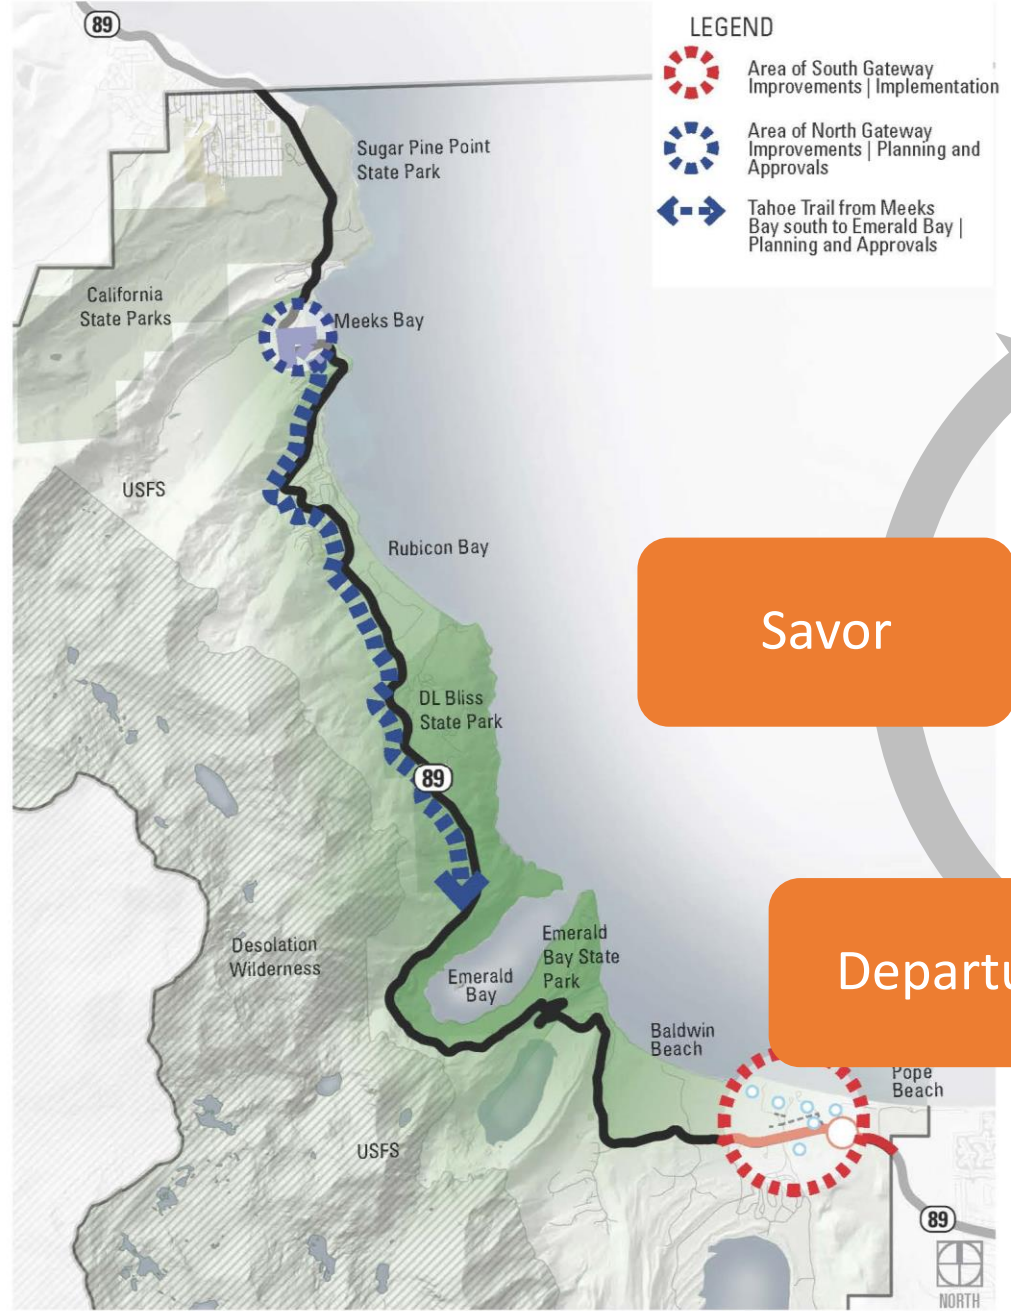 89
LEGEND
Area of South Gateway
Improvements | Implementation
Area of North Gateway
Improvements | Planning and
Approvals
Tahoe Trail from Meeks
Bay south to Emerald Bay |
Planning and Approvals
Sugar Pine Point
State Park
California
State Parks
Meeks Bay
USFS
Rubicon Bay
Savor
DL Bliss
State Park
89
Desolation
Wilderness
Emerald
Bay State
Park
Emerald
Bay
Departu
Baldwin
Beach
Pope
Beach
USFS
89
NORTH